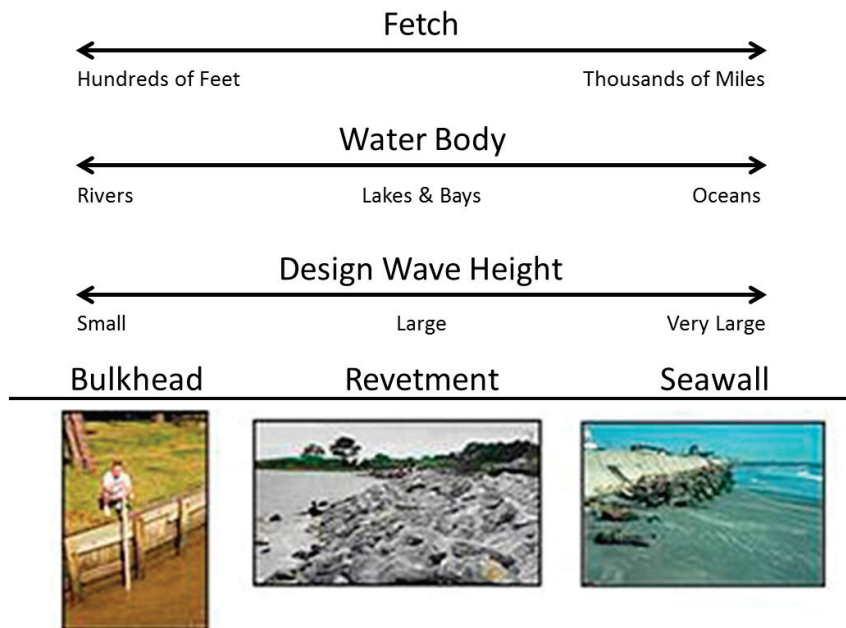 Fetch
Hundreds of Feet Thousands of Miles
Water Body
Rivers Lakes & Bays Oceans
Design Wave Height
Small Large Very Large
Bulkhead Revetment Seawall